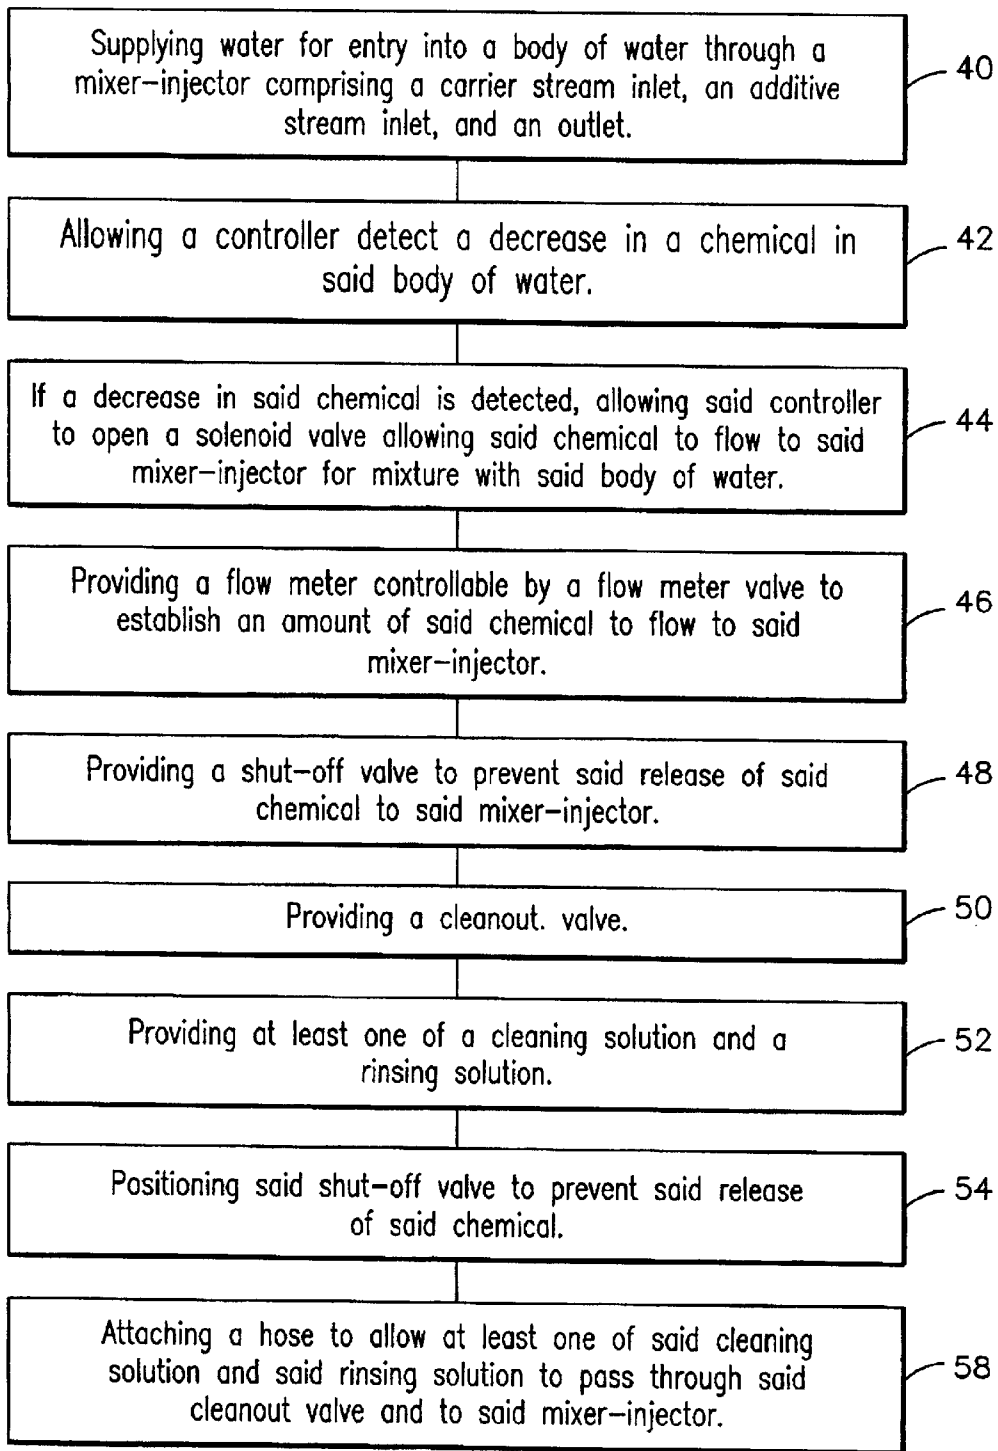 Supplying water for entry into a body of water through a
mixer-injector comprising a carrier stream inlet, an additive
stream inlet, and an outlet.
40
Allowing a controller detect a decrease in a chemical in
said body of water.
42
If a decrease in said chemical is detected, allowing said controller
to open a solenoid valve allowing said chemical to flow to said
mixer-injector for mixture with said body of water.
44
Providing a flow meter controllable by a flow meter valve to
establish an amount of said chemical to flow to said
mixer-injector.
46
Providing a shut-off valve to prevent said release of said
chemical to said mixer-injector.
48
Providing a cleanout. valve.
50
Providing at least one of a cleaning solution and a
rinsing solution.
52
Positioning said shut-off valve to prevent said release
of said chemical.
54
Attaching a hose to allow at least one of said cleaning
solution and said rinsing solution to pass through said
cleanout valve and to said mixer-injector.
58